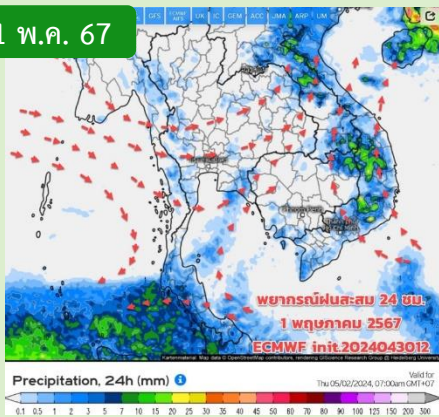 1 พ.ค. 67
GFS ECMWF UK IC GEM ACC JMA ARP UM
พยากรณ์ฝนสะสม 24 ชม.
1 พฤษภาคม 2567
ECMWF init.2024043012
Precipitation, 24h (mm)
Valid for
Thu 05/02/2024, 07:00am GMT+07
0.1 0.5 1 2 3 5 7 10 15 20 25 30 35 40 45 50 60 70 80 90 100 125 150 200 300